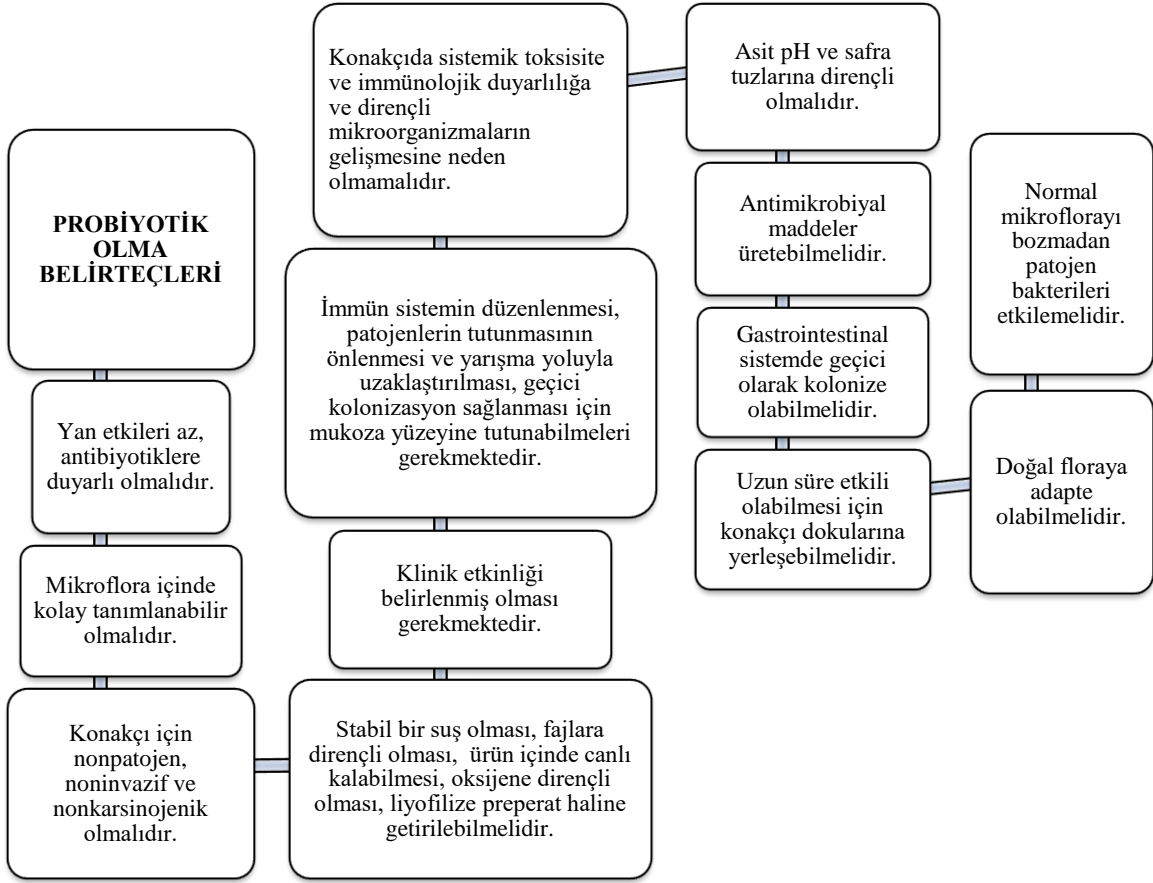 PROBİYOTİK
OLMA
BELİRTEÇLERİ
Yan etkileri az,
antibiyotiklere
duyarlı olmalıdır.
Mikroflora içinde
kolay tanımlanabilir
olmalıdır.
Konakçı için
nonpatojen,
noninvazif ve
nonkarsinojenik
olmalıdır.
Stabil bir suş olması, fajlara
dirençli olması, ürün içinde canlı
kalabilmesi, oksijene dirençli
olması, liyofilize preperat haline
getirilebilmelidir.
Klinik etkinliği
belirlenmiş olması
gerekmektedir.
İmmün sistemin düzenlenmesi,
patojenlerin tutunmasının
önlenmesi ve yarışma yoluyla
uzaklaştırılması, geçici
kolonizasyon sağlanması için
mukoza yüzeyine tutunabilmeleri
gerekmektedir.
Konakçıda sistemik toksisite
ve immünolojik duyarlılığa
ve dirençli
mikroorganizmaların
gelişmesine neden
olmamalıdır.
Asit pH ve safra
tuzlarına dirençli
olmalıdır.
Antimikrobiyal
maddeler
üretebilmelidir.
Gastrointestinal
sistemde geçici
olarak kolonize
olabilmelidir.
Uzun süre etkili
olabilmesi için
konakçı dokularına
yerleşebilmelidir.
Doğal floraya
adapte
olabilmelidir.
Normal
mikroflorayı
bozmadan
patojen
bakterileri
etkilemelidir.